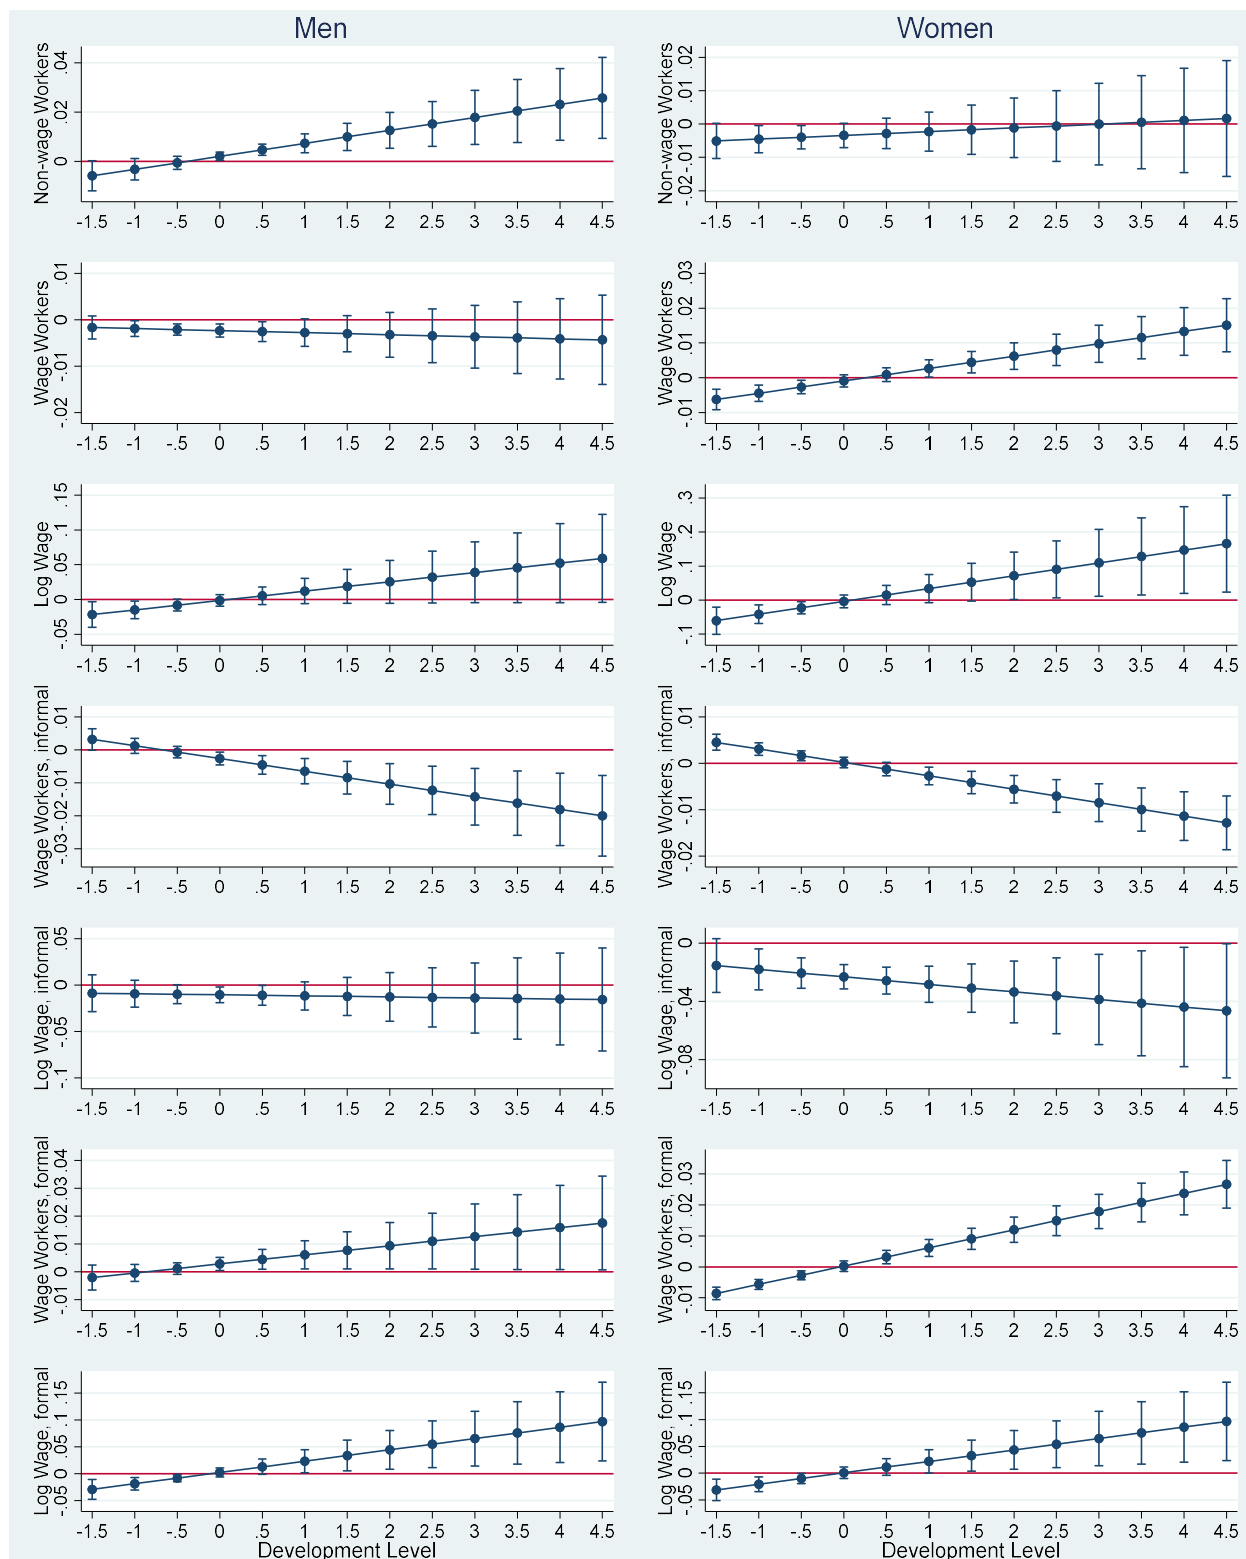 Men
Women
Non-wage Workers
.04
.02
0
-1.5 -1 -.5 0 .5 1 1.5 2 2.5 3 3.5 4 4.5
Non-wage Workers
.02
.01
0
-.01
-.02
-1.5 -1 -.5 0 .5 1 1.5 2 2.5 3 3.5 4 4.5
Wage Workers
.01
0
-.01
-.02
-1.5 -1 -.5 0 .5 1 1.5 2 2.5 3 3.5 4 4.5
Wage Workers
.03
.02
.01
0
-.01
-1.5 -1 -.5 0 .5 1 1.5 2 2.5 3 3.5 4 4.5
Log Wage
.15
.1
.05
0
-.05
-1.5 -1 -.5 0 .5 1 1.5 2 2.5 3 3.5 4 4.5
Log Wage
.3
.2
.1
0
-.1
-1.5 -1 -.5 0 .5 1 1.5 2 2.5 3 3.5 4 4.5
Wage Workers, informal
.01
0
-.01
-.02
-.03
-1.5 -1 -.5 0 .5 1 1.5 2 2.5 3 3.5 4 4.5
Wage Workers, informal
.01
0
-.01
-.02
-1.5 -1 -.5 0 .5 1 1.5 2 2.5 3 3.5 4 4.5
Log Wage, informal
.05
0
-.05
-.1
-1.5 -1 -.5 0 .5 1 1.5 2 2.5 3 3.5 4 4.5
Log Wage, informal
0
-.04
-.08
-1.5 -1 -.5 0 .5 1 1.5 2 2.5 3 3.5 4 4.5
Wage Workers, formal
.04
.03
.02
.01
0
-.01
-1.5 -1 -.5 0 .5 1 1.5 2 2.5 3 3.5 4 4.5
Wage Workers, formal
.03
.02
.01
0
-.01
-1.5 -1 -.5 0 .5 1 1.5 2 2.5 3 3.5 4 4.5
Log Wage, formal
.15
.1
.05
0
-.05
-1.5 -1 -.5 0 .5 1 1.5 2 2.5 3 3.5 4 4.5
Development Level
Log Wage, formal
.15
.1
.05
0
-.05
-1.5 -1 -.5 0 .5 1 1.5 2 2.5 3 3.5 4 4.5
Development Level